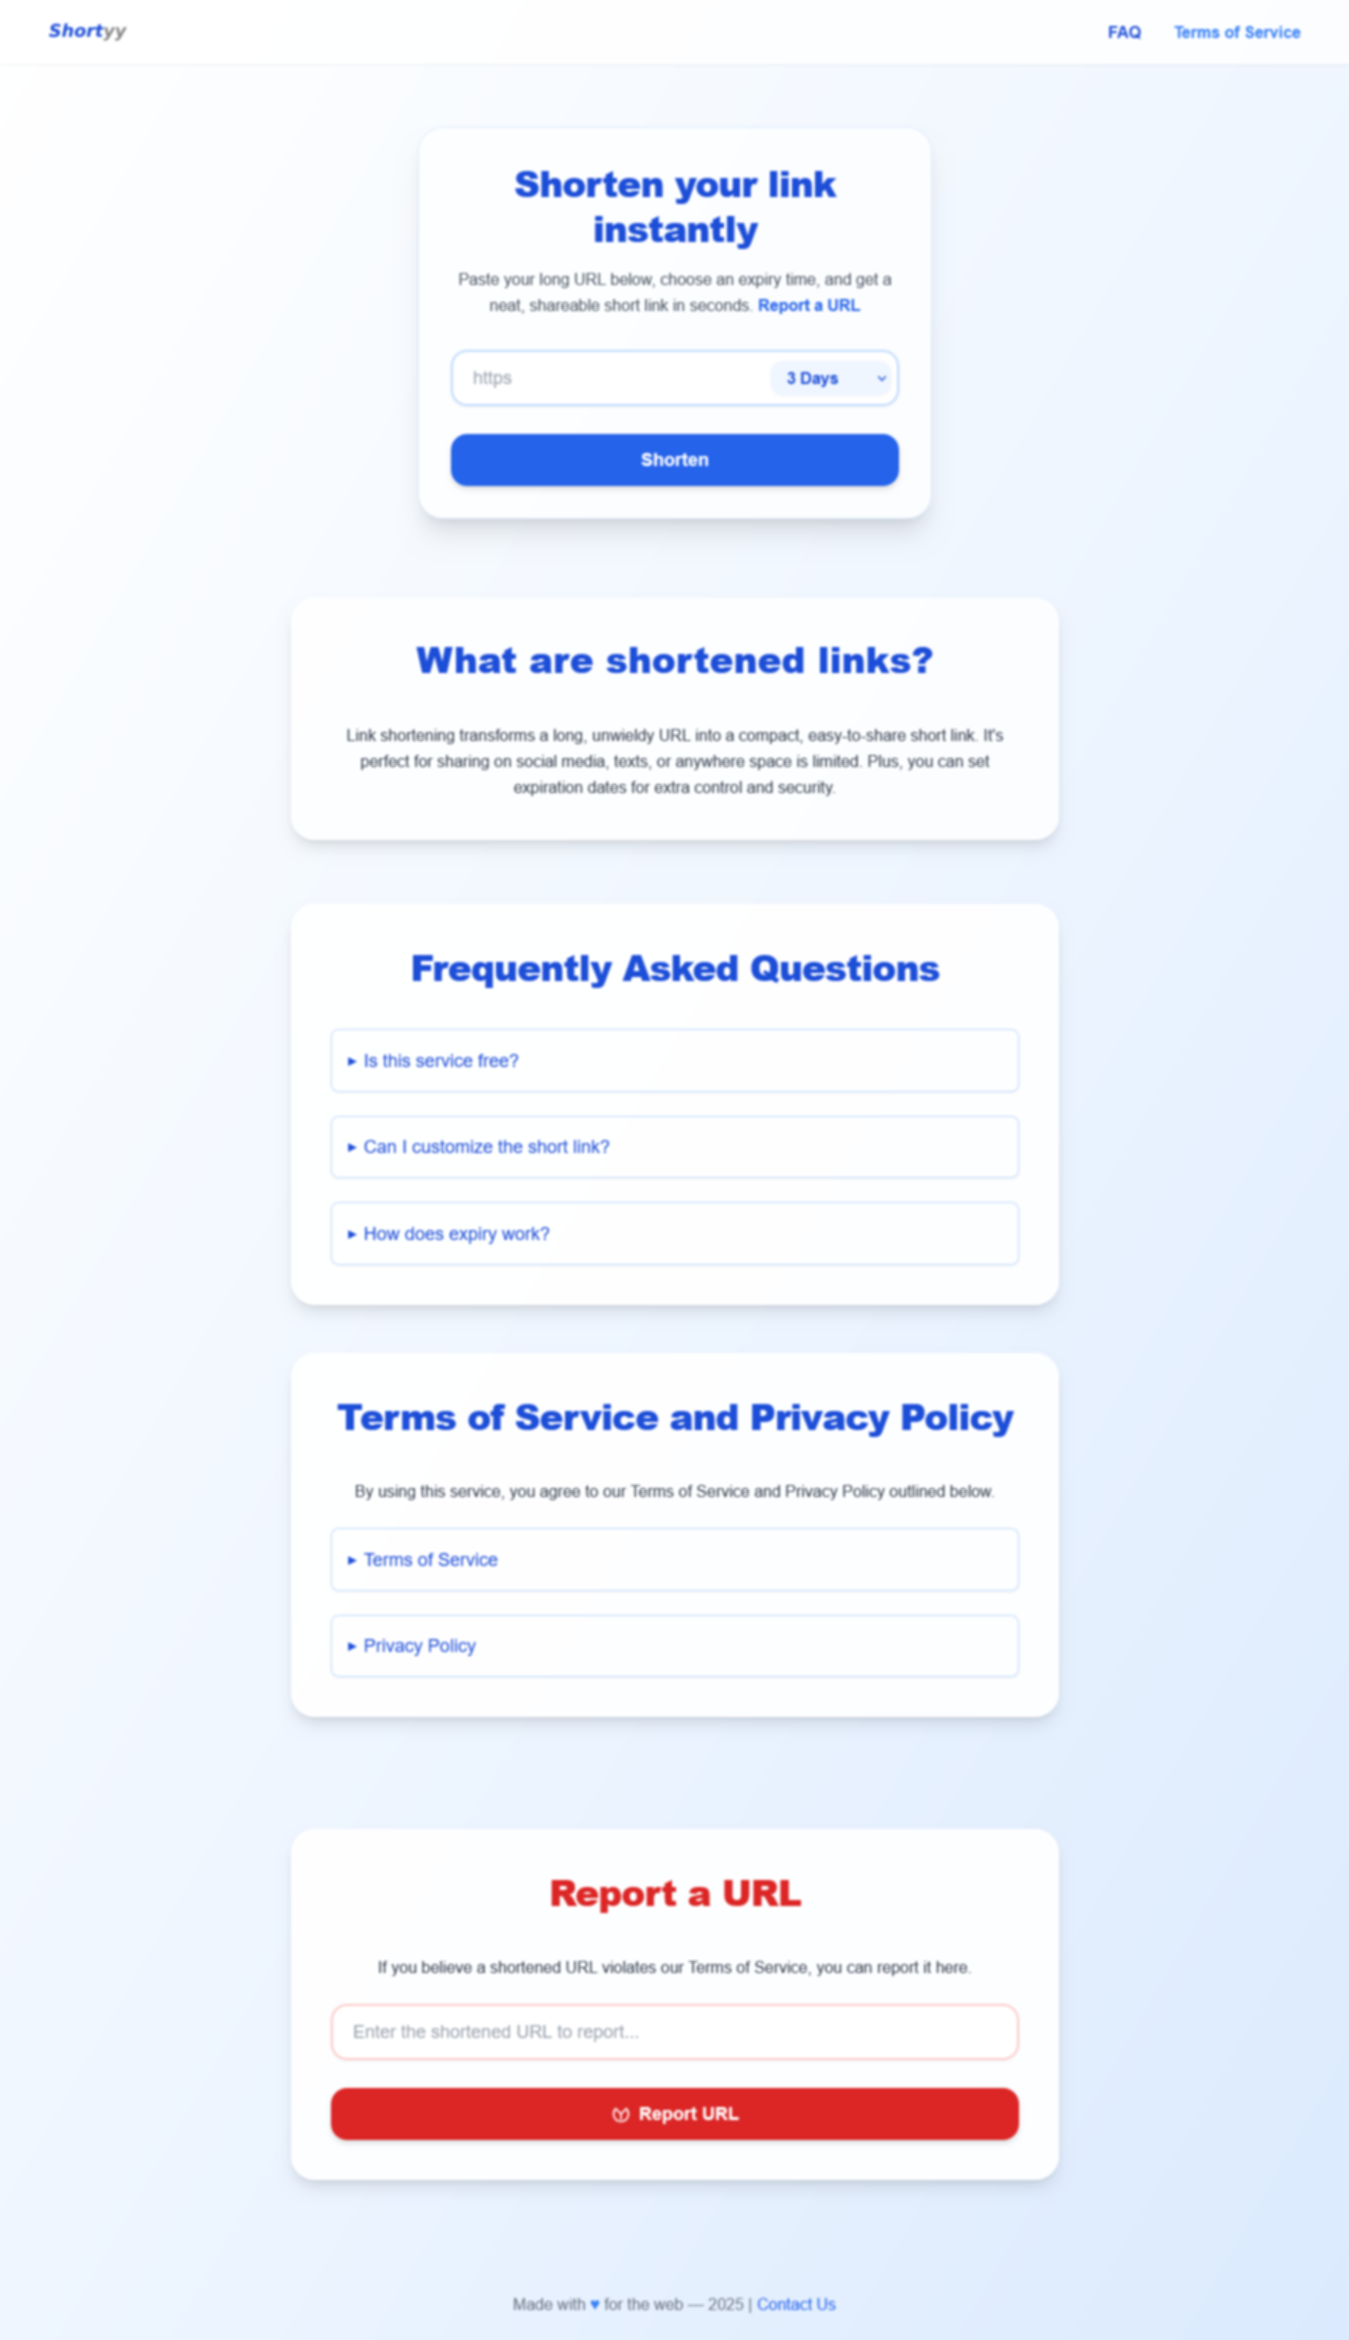 Shortyy
FAQ
Terms of Service
Shorten your link
instantly
Paste your long URL below, choose an expiry time, and get a
neat, shareable short link in seconds. Report a URL
https
3 Days
Shorten
What are shortened links?
Link shortening transforms a long, unwieldy URL into a compact, easy-to-share short link. It's
perfect for sharing on social media, texts, or anywhere space is limited. Plus, you can set
expiration dates for extra control and security.
Frequently Asked Questions
▸ Is this service free?
▸ Can I customize the short link?
▸ How does expiry work?
Terms of Service and Privacy Policy
By using this service, you agree to our Terms of Service and Privacy Policy outlined below.
▸ Terms of Service
▸ Privacy Policy
Report a URL
If you believe a shortened URL violates our Terms of Service, you can report it here.
Enter the shortened URL to report...
Report URL
Made with ♥ for the web — 2025 | Contact Us